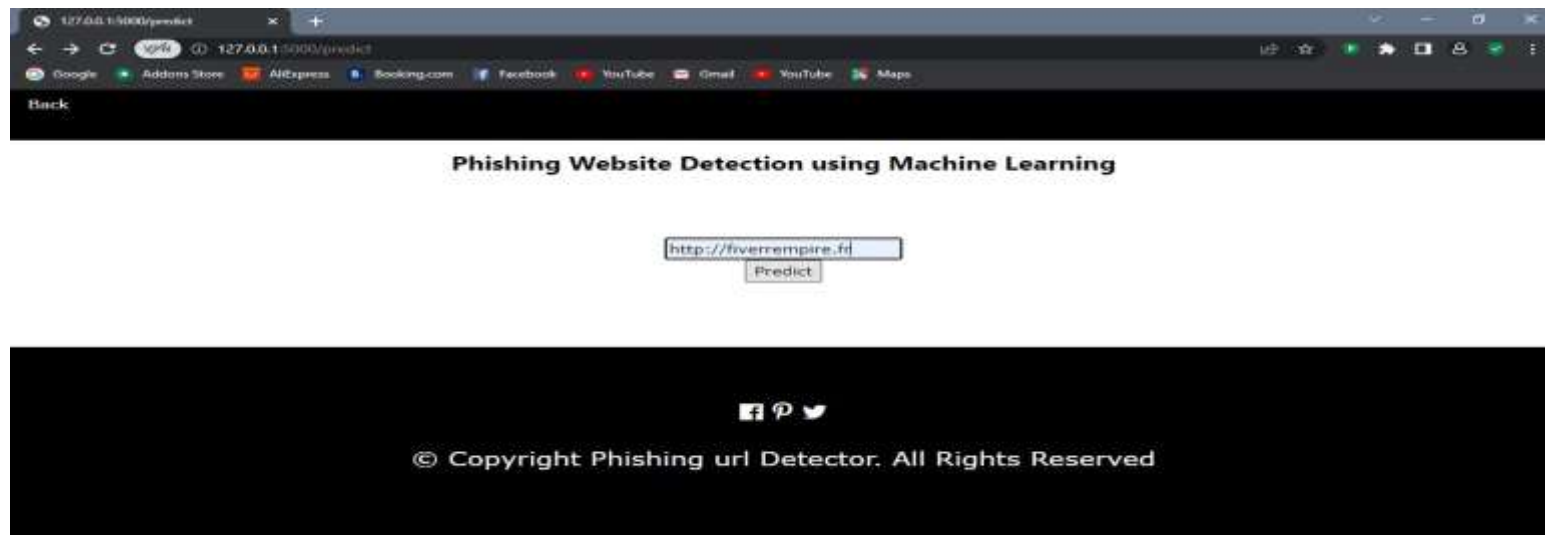 127.0.0.1:5000/predict
127.0.0.1:5000/predict
Google Addons Store AliExpress Booking.com Facebook YouTube Gmail YouTube Maps
Back
Phishing Website Detection using Machine Learning
http://fiverrempire.fr
Predict
© Copyright Phishing url Detector. All Rights Reserved